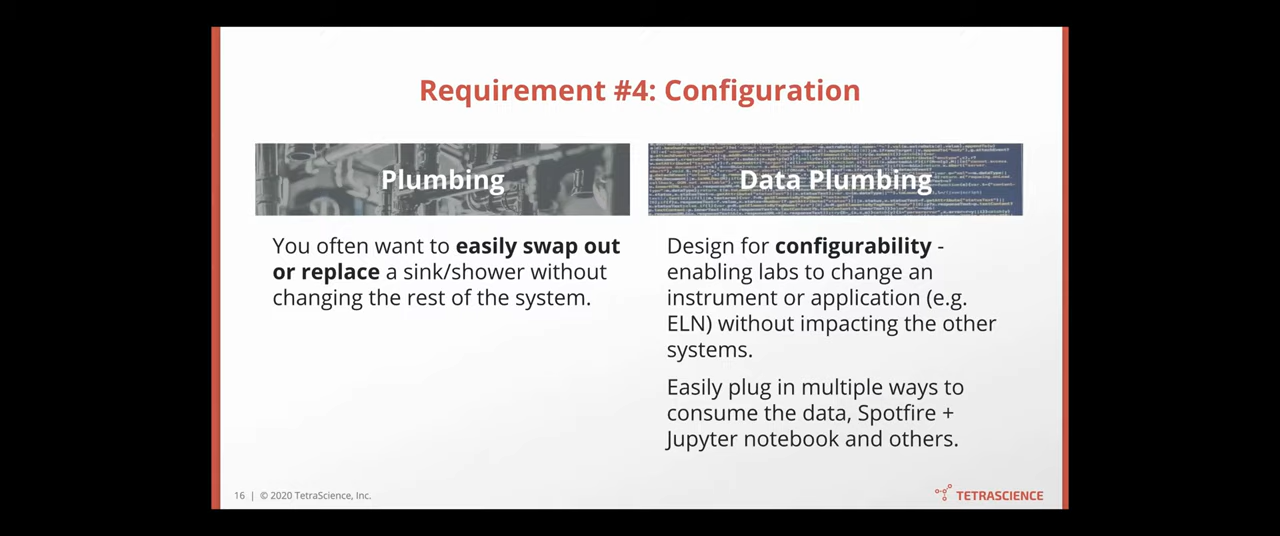 Requirement #4: Configuration
Plumbing
You often want to easily swap out
or replace a sink/shower without
changing the rest of the system.
Data Plumbing
Design for configurability -
enabling labs to change an
instrument or application (e.g.
ELN) without impacting the other
systems.
Easily plug in multiple ways to
consume the data, Spotfire +
Jupyter notebook and others.
16 | © 2020 TetraScience, Inc.
TETRASCIENCE